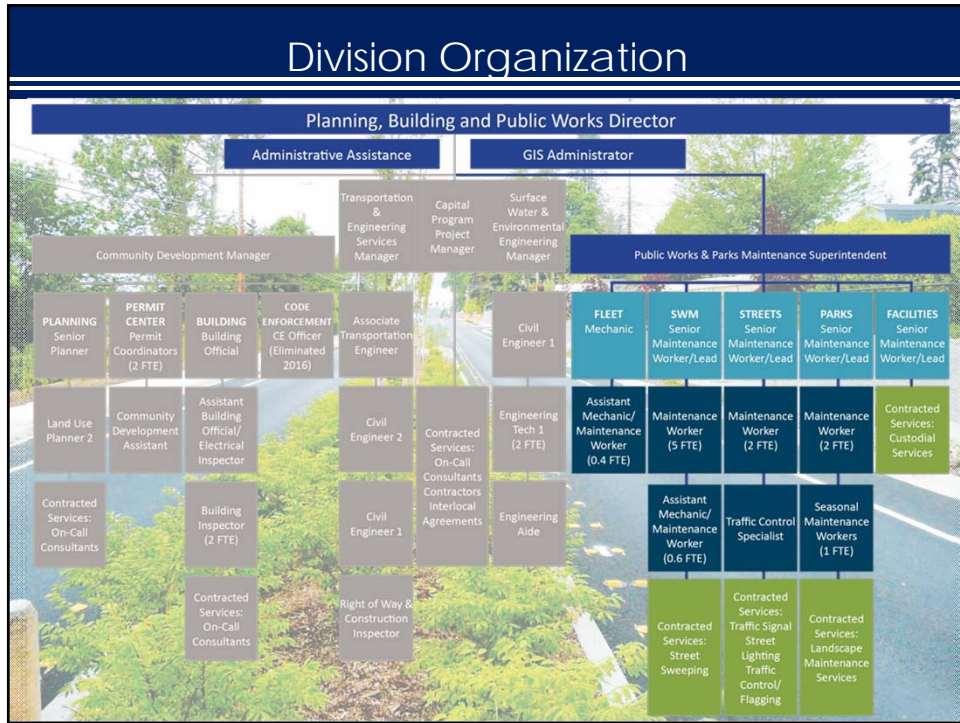 Division Organization
Planning, Building and Public Works Director
Administrative Assistance
GIS Administrator
Transportation
&
Engineering
Services
Manager
Capital
Program
Project
Manager
Surface
Water &
Environmental
Engineering
Manager
Community Development Manager
Public Works & Parks Maintenance Superintendent
PLANNING
Senior
Planner
PERMIT
CENTER
Permit
Coordinators
(2 FTE)
BUILDING
Building
Official
CODE
ENFORCEMENT
CE Officer
(Eliminated
2016)
Associate
Transportation
Engineer
Civil
Engineer 1
FLEET
Mechanic
SWM
Senior
Maintenance
Worker/Lead
STREETS
Senior
Maintenance
Worker/Lead
PARKS
Senior
Maintenance
Worker/Lead
FACILITIES
Senior
Maintenance
Worker/Lead
Land Use
Planner 2
Community
Development
Assistant
Assistant
Building
Official/
Electrical
Inspector
Civil
Engineer 2
Contracted
Services:
On-Call
Consultants
Contractors
Interlocal
Agreements
Engineering
Tech 1
(2 FTE)
Assistant
Mechanic/
Maintenance
Worker
(0.4 FTE)
Maintenance
Worker
(5 FTE)
Maintenance
Worker
(2 FTE)
Maintenance
Worker
(2 FTE)
Contracted
Services:
Custodial
Services
Contracted
Services:
On-Call
Consultants
Building
Inspector
(2 FTE)
Civil
Engineer 1
Engineering
Aide
Assistant
Mechanic/
Maintenance
Worker
(0.6 FTE)
Traffic Control
Specialist
Seasonal
Maintenance
Workers
(1 FTE)
Contracted
Services:
On-Call
Consultants
Right of Way &
Construction
Inspector
Contracted
Services:
Street
Sweeping
Contracted
Services:
Traffic Signal
Street
Lighting
Traffic
Control/
Flagging
Contracted
Services:
Landscape
Maintenance
Services